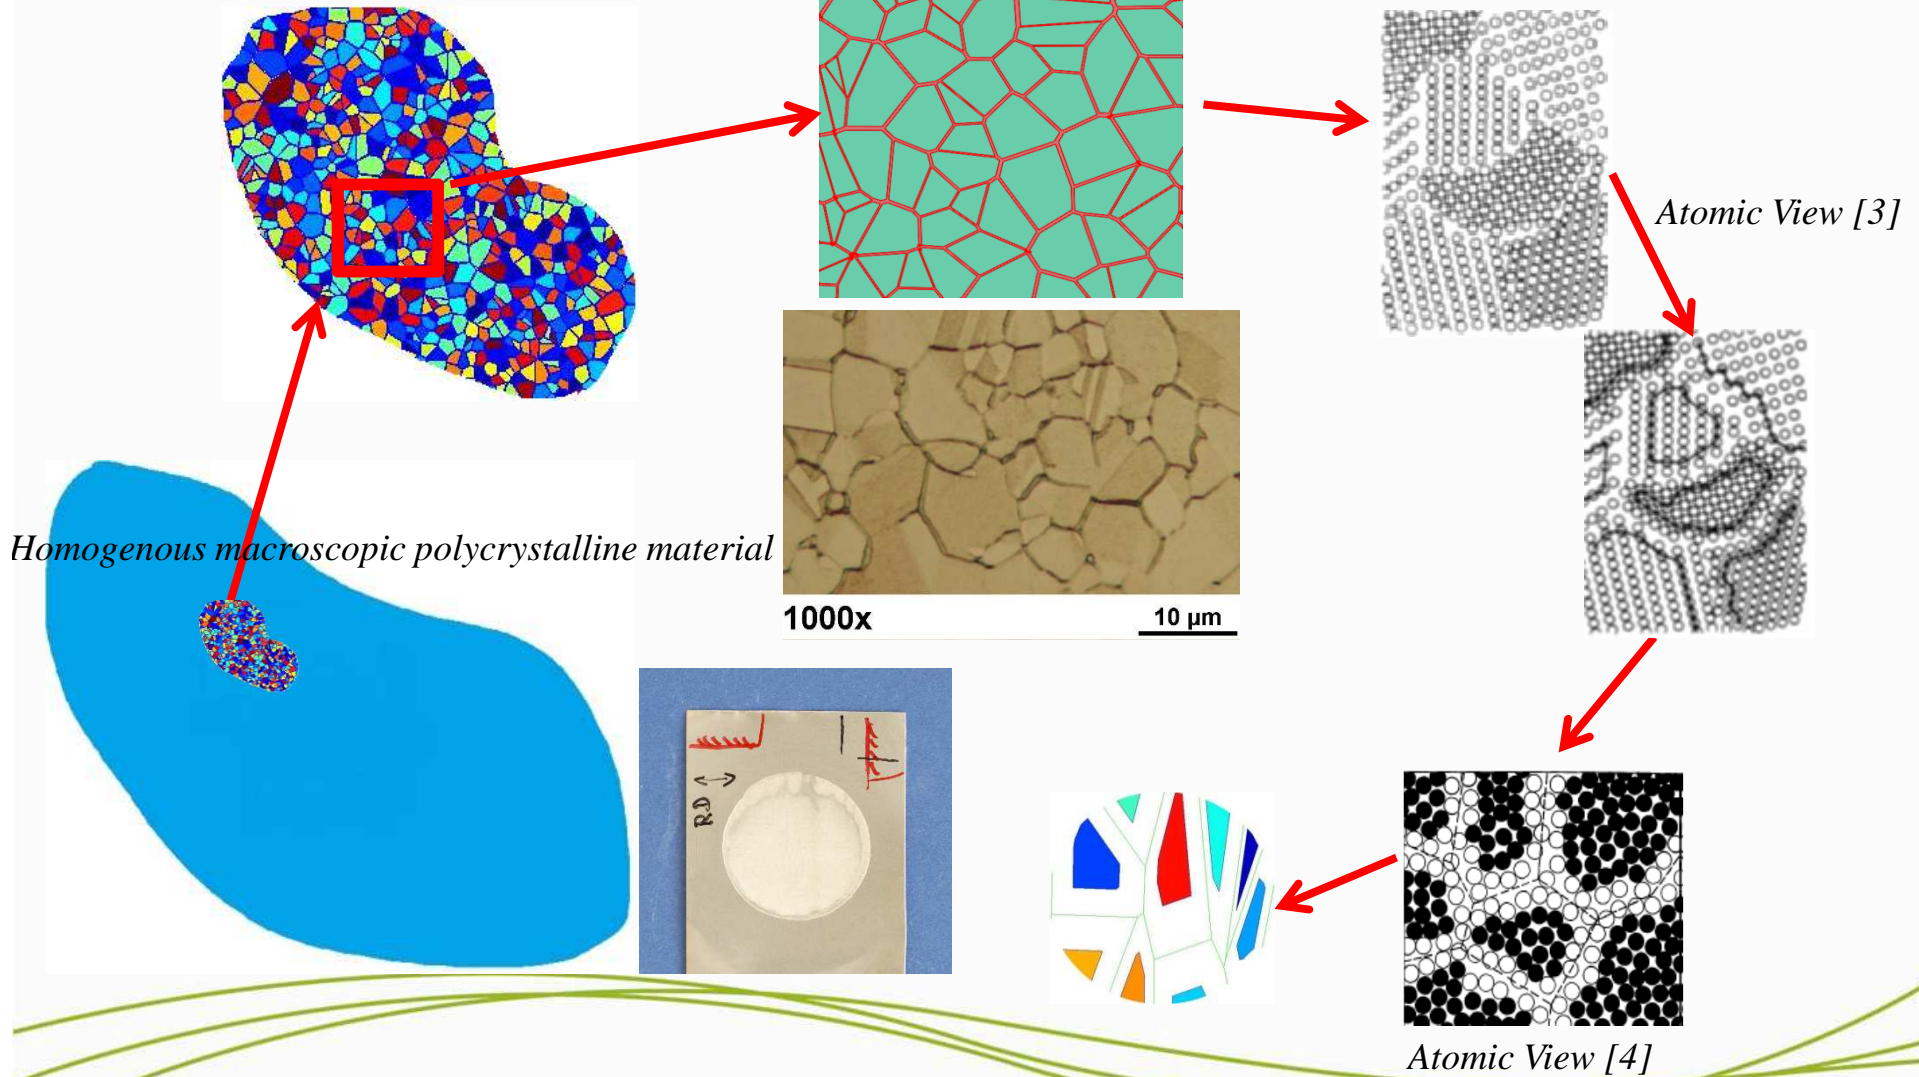 Atomic View [3]
Homogenous macroscopic polycrystalline material
1000x
10 µm
RD
Atomic View [4]